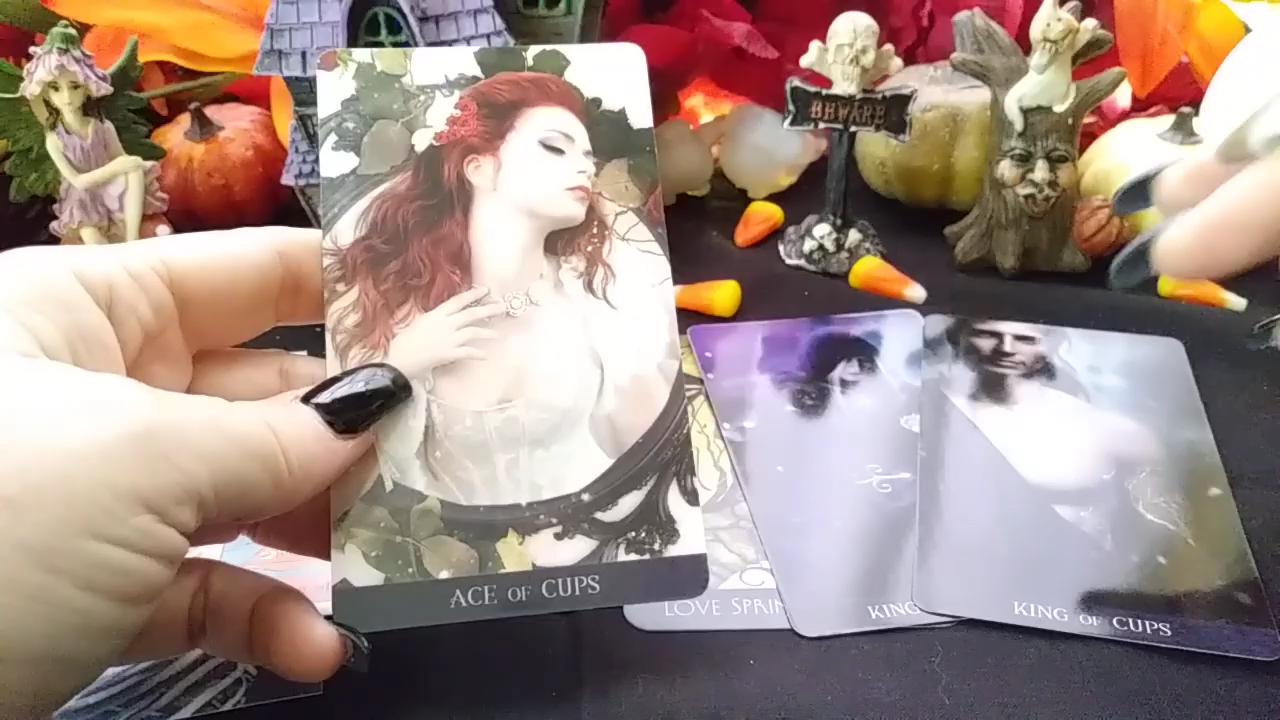 BEWARE
ACE OF CUPS
LOVE SPRIN
KING
KING OF CUPS